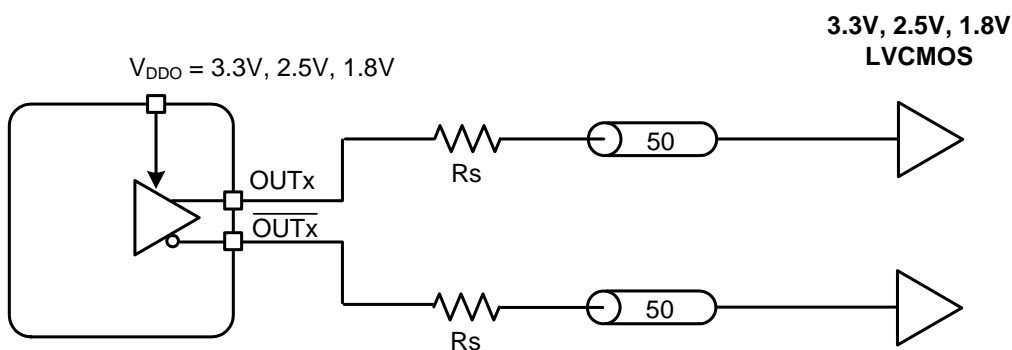 3.3V, 2.5V, 1.8V
LVCMOS
VDDO = 3.3V, 2.5V, 1.8V
OUTx
Rs
50
OUTx
Rs
50